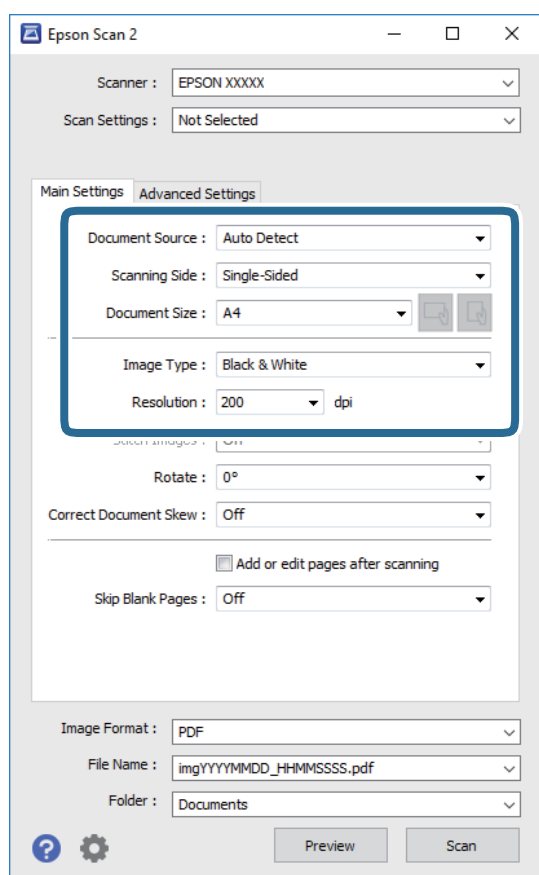 Epson Scan 2
Scanner : EPSON XXXXX
Scan Settings : Not Selected
Main Settings Advanced Settings
Document Source : Auto Detect
Scanning Side : Single-Sided
Document Size : A4
Image Type : Black & White
Resolution : 200 dpi
Rotate : 0°
Correct Document Skew : Off
Add or edit pages after scanning
Skip Blank Pages : Off
Image Format : PDF
File Name : imgYYYYMMDD_HHMMSSSS.pdf
Folder : Documents
? Preview Scan